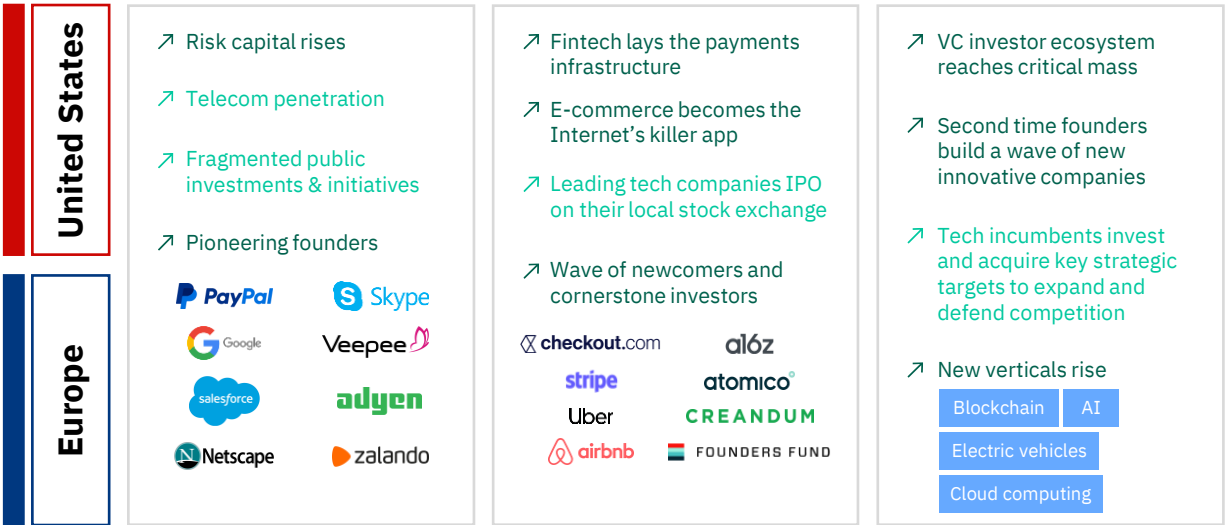 United States
Europe
Risk capital rises
Telecom penetration
Fragmented public
investments & initiatives
Pioneering founders
PayPal
Skype
Google
Veepee
salesforce
adyen
Netscape
zalando
Fintech lays the payments
infrastructure
E-commerce becomes the
Internet’s killer app
Leading tech companies IPO
on their local stock exchange
Wave of newcomers and
cornerstone investors
checkout.com
a16z
stripe
atomico
Uber
CREANDUM
airbnb
FOUNDERS FUND
VC investor ecosystem
reaches critical mass
Second time founders
build a wave of new
innovative companies
Tech incumbents invest
and acquire key strategic
targets to expand and
defend competition
New verticals rise
Blockchain
AI
Electric vehicles
Cloud computing